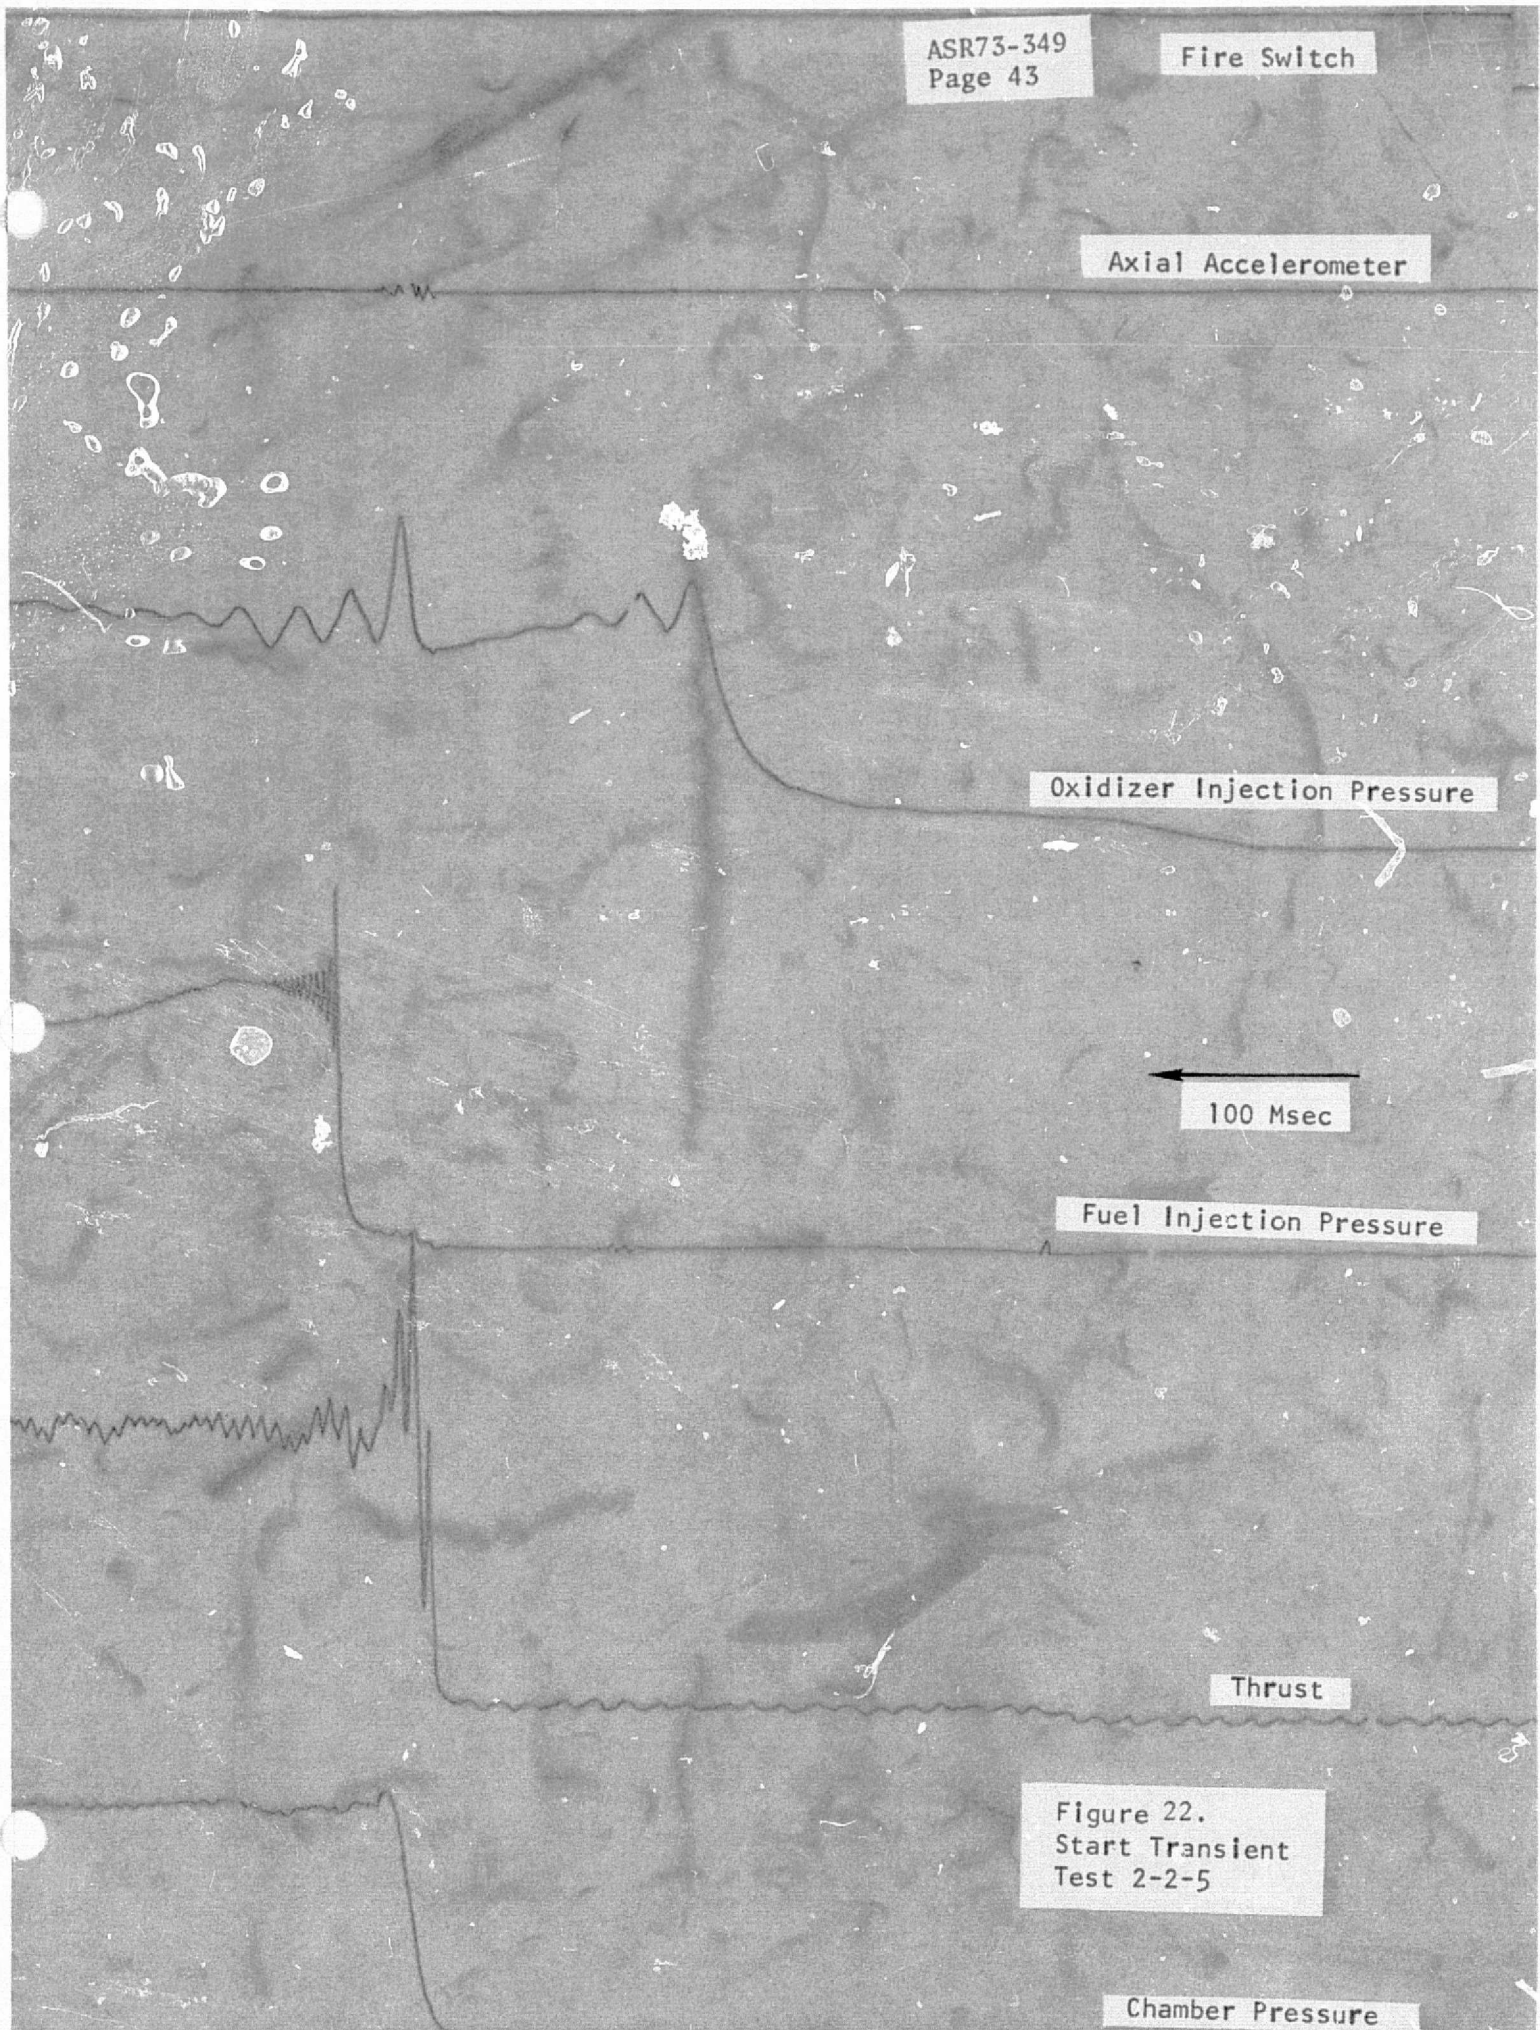 ASR73-349
Page 43
Fire Switch
Axial Accelerometer
Oxidizer Injection Pressure
100 Msec
Fuel Injection Pressure
Thrust
Figure 22.
Start Transient
Test 2-2-5
Chamber Pressure